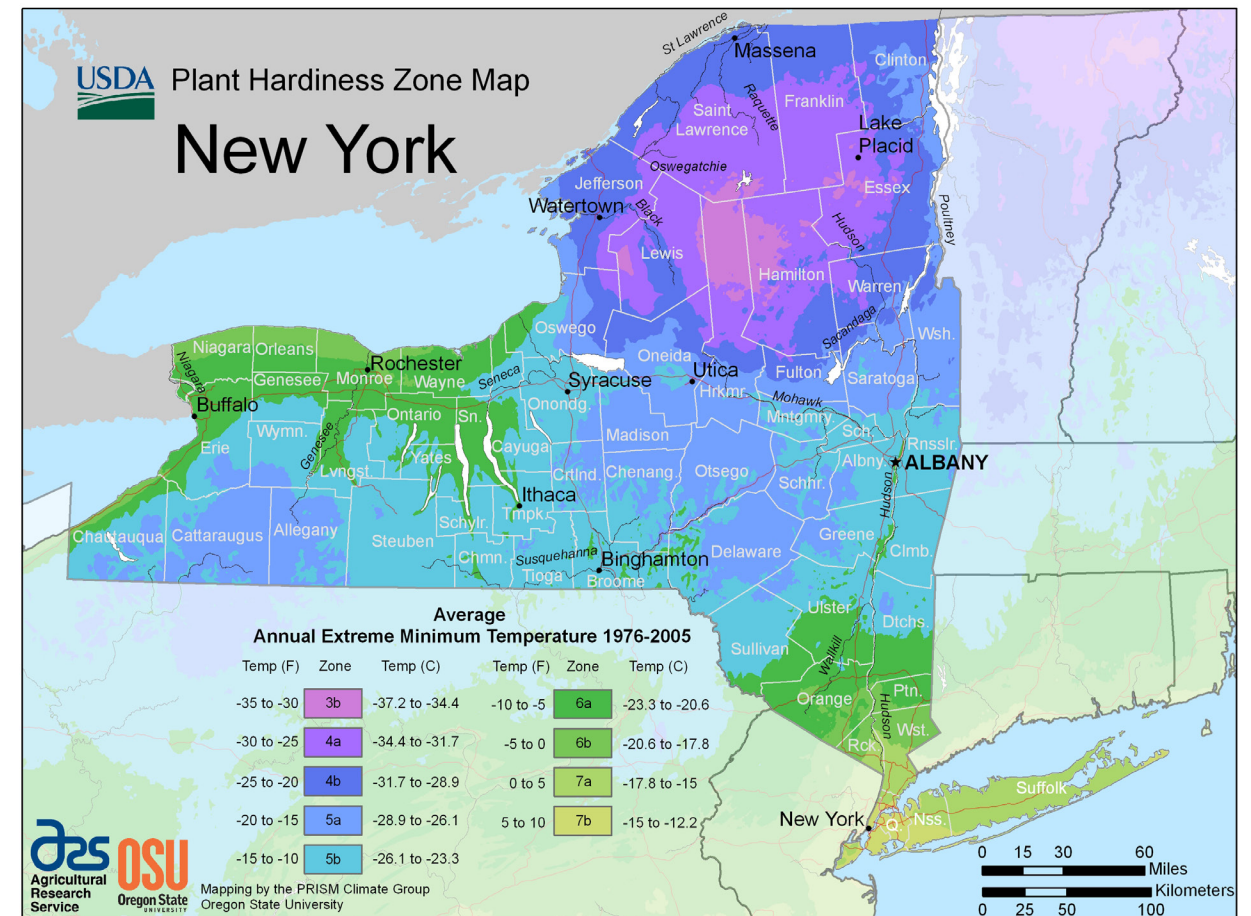 USDA
Plant Hardiness Zone Map
New York
St Lawrence
Massena
Clinton
Raquette
Franklin
Saint
Lawrence
Lake
Placid
Oswegatchie
Jefferson
Essex
Watertown
Black
Hudson
Poultney
Lewis
Hamilton
Warren
Sacandaga
Oswego
Wsh.
Niagara
Orleans
Niagara
Rochester
Oneida
Utica
Genesee
Monroe
Wayne
Seneca
Syracuse
Hrkmr.
Fulton
Saratoga
Buffalo
Ontario
Sn.
Onondg.
Mohawk
Mntgmry.
Erie
Wymn.
Genesee
Cayuga
Madison
Sch.
Rnsslr.
Yates
Lvngst.
Crtlnd.
Chenang.
Otsego
Albny.
ALBANY
Schhr.
Ithaca
Tmpk.
Hudson
Chautauqua
Cattaraugus
Allegany
Steuben
Schylr.
Greene
Chmn.
Susquehanna
Binghamton
Delaware
Clmb.
Tioga
Broome
Ulster
Dtchs.
Sullivan
Wallkill
Orange
Ptn.
Hudson
Wst.
Rck.
New York
Q.
Nss.
Suffolk
Average
Annual Extreme Minimum Temperature 1976-2005
Temp (F) Zone Temp (C) Temp (F) Zone Temp (C)
-35 to -30 3b -37.2 to -34.4 -10 to -5 6a -23.3 to -20.6
-30 to -25 4a -34.4 to -31.7 -5 to 0 6b -20.6 to -17.8
-25 to -20 4b -31.7 to -28.9 0 to 5 7a -17.8 to -15
-20 to -15 5a -28.9 to -26.1 5 to 10 7b -15 to -12.2
-15 to -10 5b -26.1 to -23.3
ars
Agricultural
Research
Service
OSU
Oregon State
UNIVERSITY
Mapping by the PRISM Climate Group
Oregon State University
0 15 30 60
Miles
Kilometers
0 25 50 100